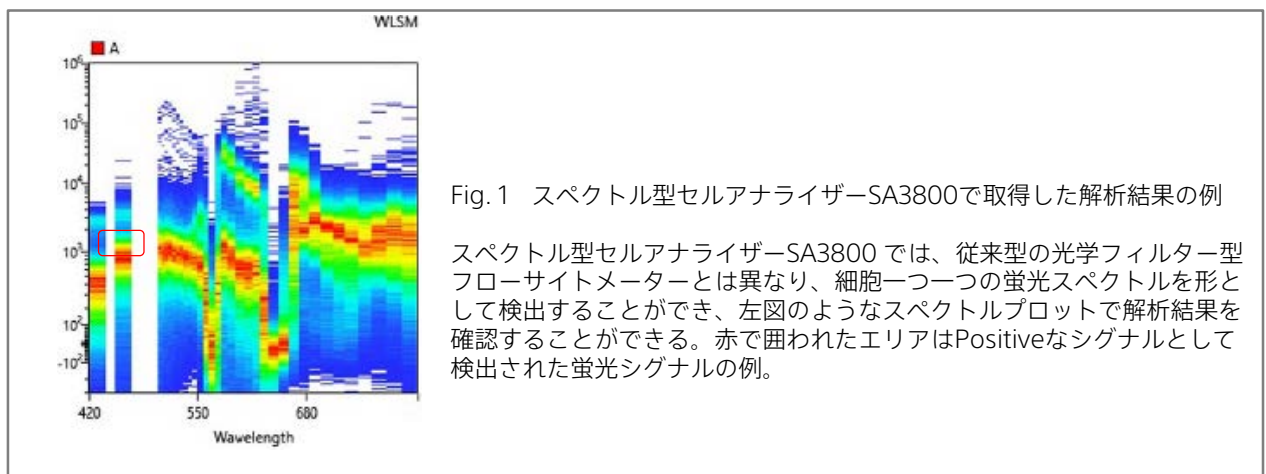 WLSM
A
10⁶
10⁵
10⁴
10³
10²
-10²
420 550 680
Wavelength
Fig. 1 スペクトル型セルアナライザーSA3800で取得した解析結果の例
スペクトル型セルアナライザーSA3800 では、従来型の光学フィルター型
フローサイトメーターとは異なり、細胞一つ一つの蛍光スペクトルを形と
して検出することができ、左図のようなスペクトルプロットで解析結果を
確認することができる。赤で囲われたエリアはPositiveなシグナルとして
検出された蛍光シグナルの例。